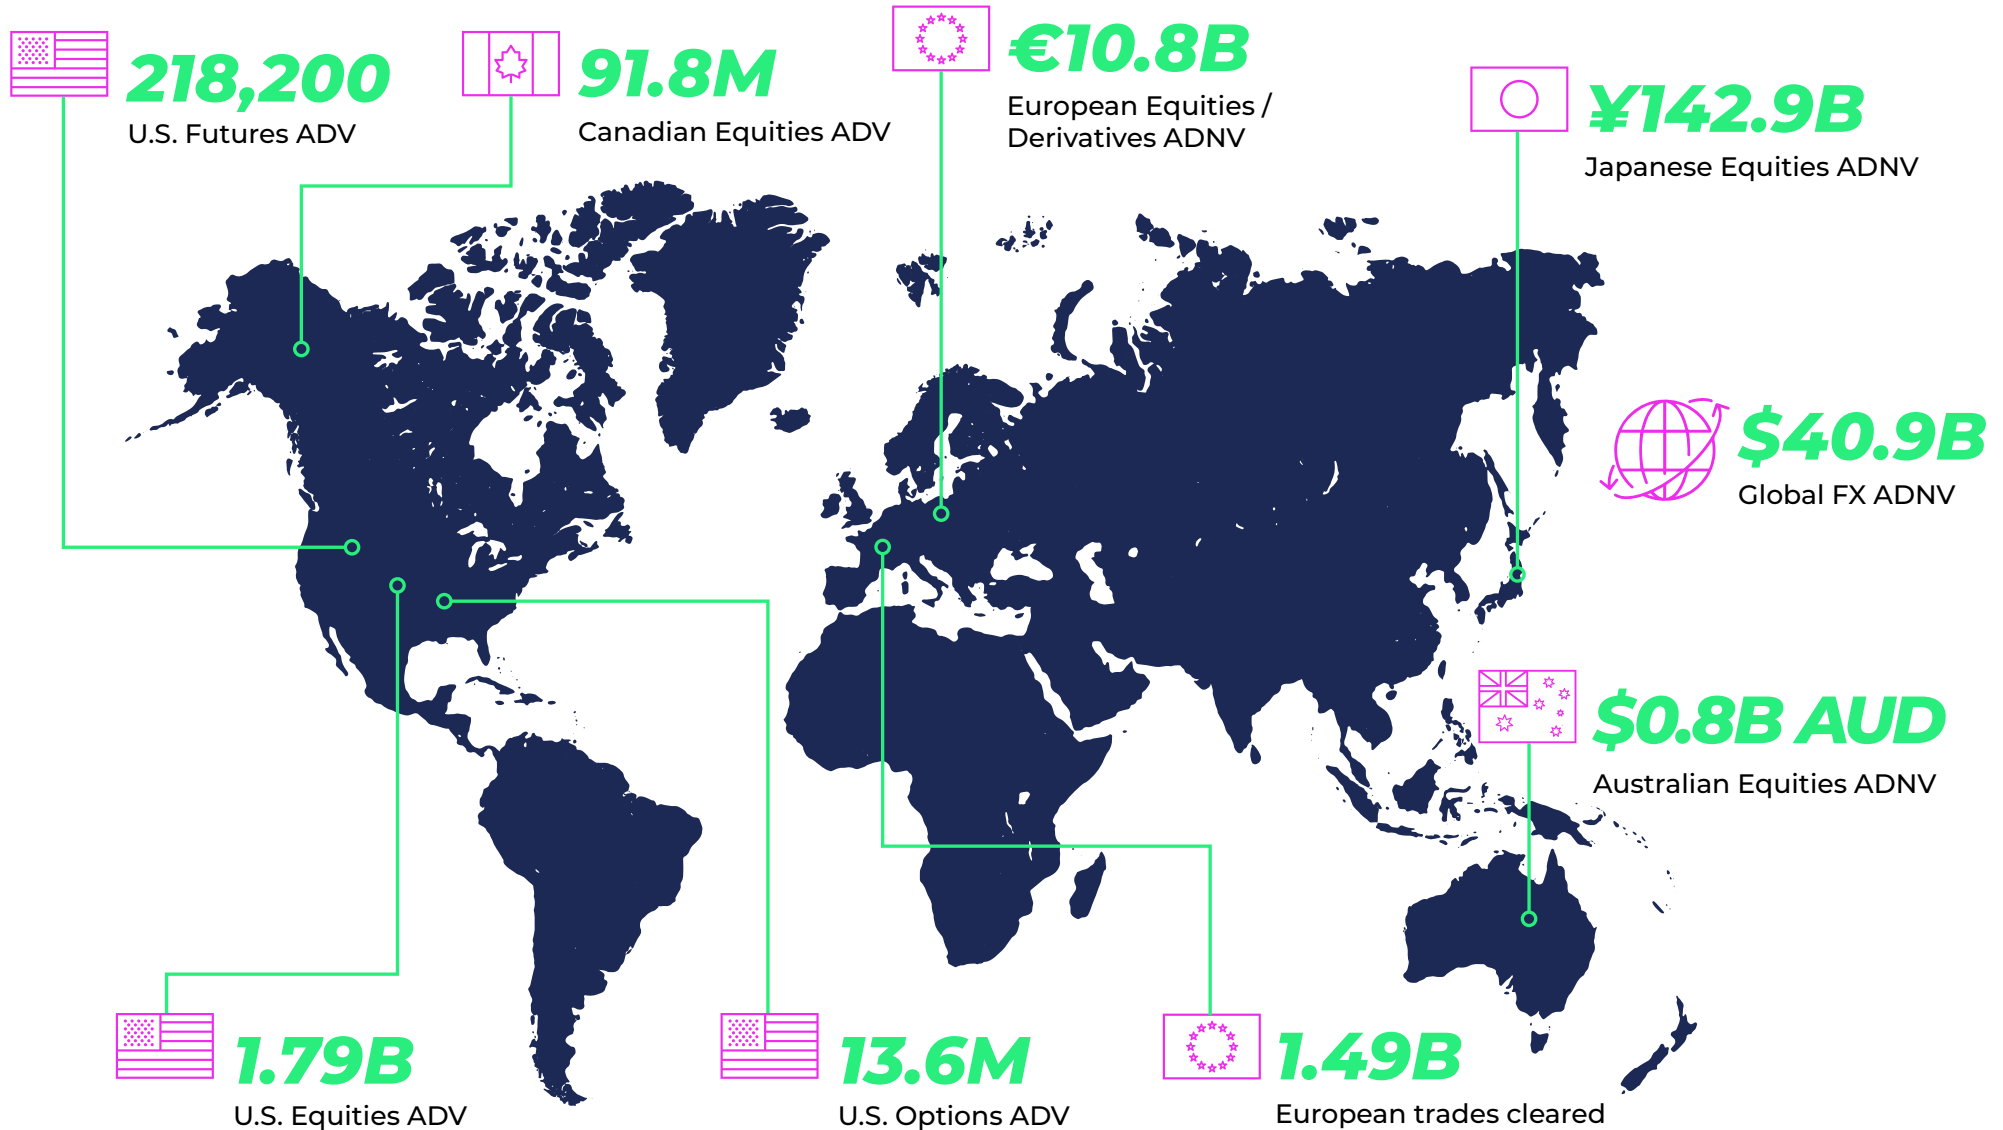 218,200
U.S. Futures ADV
91.8M
Canadian Equities ADV
€10.8B
European Equities /
Derivatives ADNV
¥142.9B
Japanese Equities ADNV
$40.9B
Global FX ADNV
$0.8B AUD
Australian Equities ADNV
1.79B
U.S. Equities ADV
13.6M
U.S. Options ADV
1.49B
European trades cleared